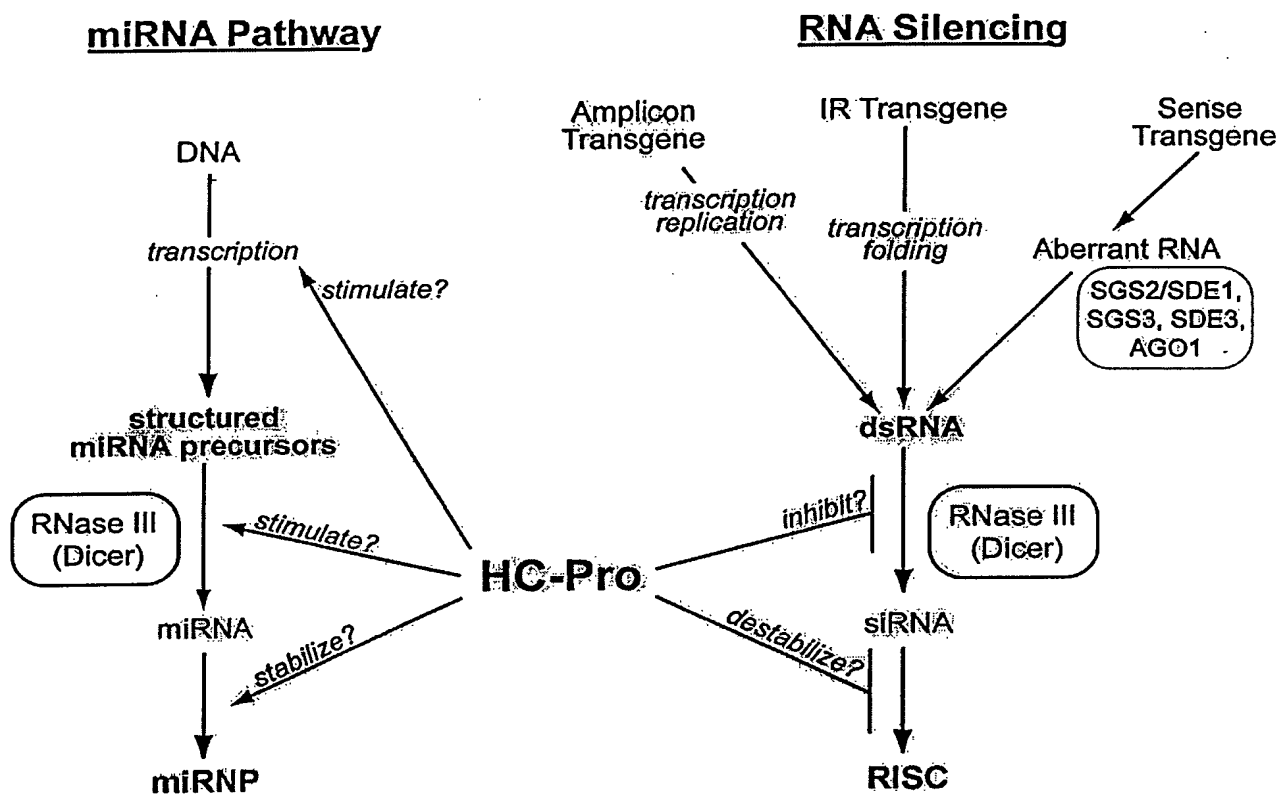 miRNA Pathway
DNA
transcription
stimulate?
structured
miRNA precursors
RNase III
(Dicer)
stimulate?
miRNA
stabilize?
miRNP
HC-Pro
RNA Silencing
Amplicon
Transgene
IR Transgene
Sense
Transgene
transcription
replication
transcription
folding
Aberrant RNA
SGS2/SDE1,
SGS3, SDE3,
AGO1
dsRNA
inhibit?
RNase III
(Dicer)
siRNA
destabilize?
RISC